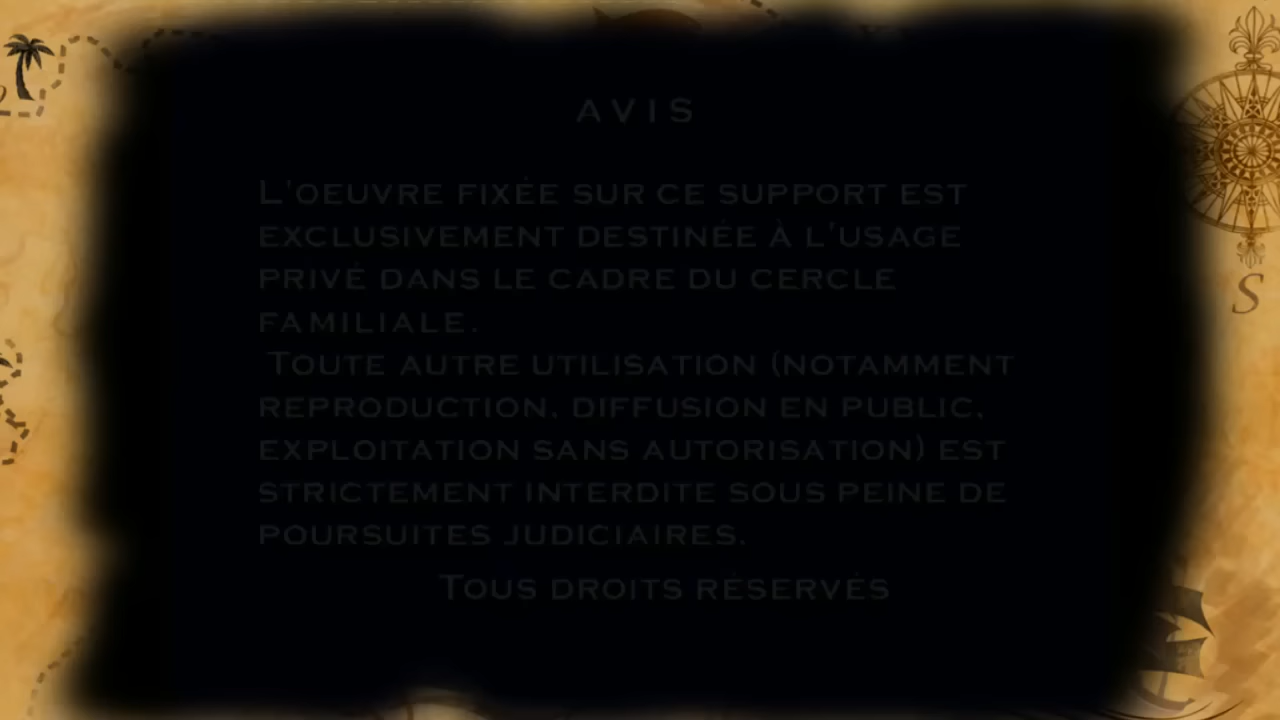 AVIS
L'OEUVRE FIXÉE SUR CE SUPPORT EST
EXCLUSIVEMENT DESTINÉE À L'USAGE
PRIVÉ DANS LE CADRE DU CERCLE
FAMILIALE.
TOUTE AUTRE UTILISATION (NOTAMMENT
REPRODUCTION, DIFFUSION EN PUBLIC,
EXPLOITATION SANS AUTORISATION) EST
STRICTEMENT INTERDITE SOUS PEINE DE
POURSUITES JUDICIAIRES.
TOUS DROITS RÉSERVÉS
S